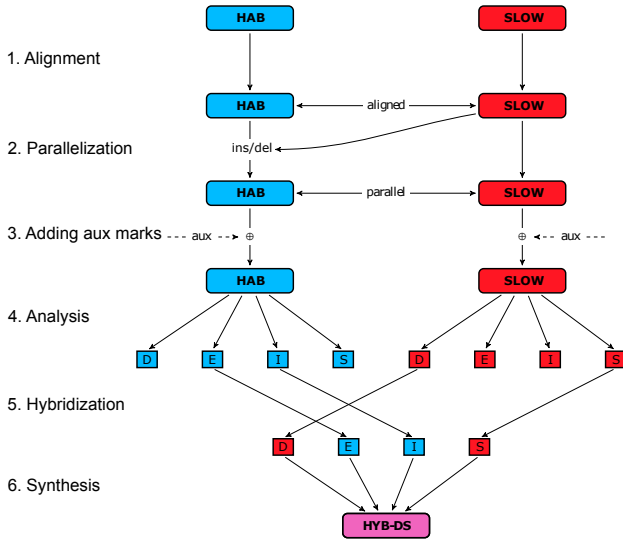 HAB SLOW
1. Alignment
HAB aligned SLOW
2. Parallelization ins/del
HAB parallel SLOW
3. Adding aux marks aux ⊕ ⊕ aux
HAB SLOW
4. Analysis
D E I S D E I S
5. Hybridization
D E I S
6. Synthesis
HYB-DS